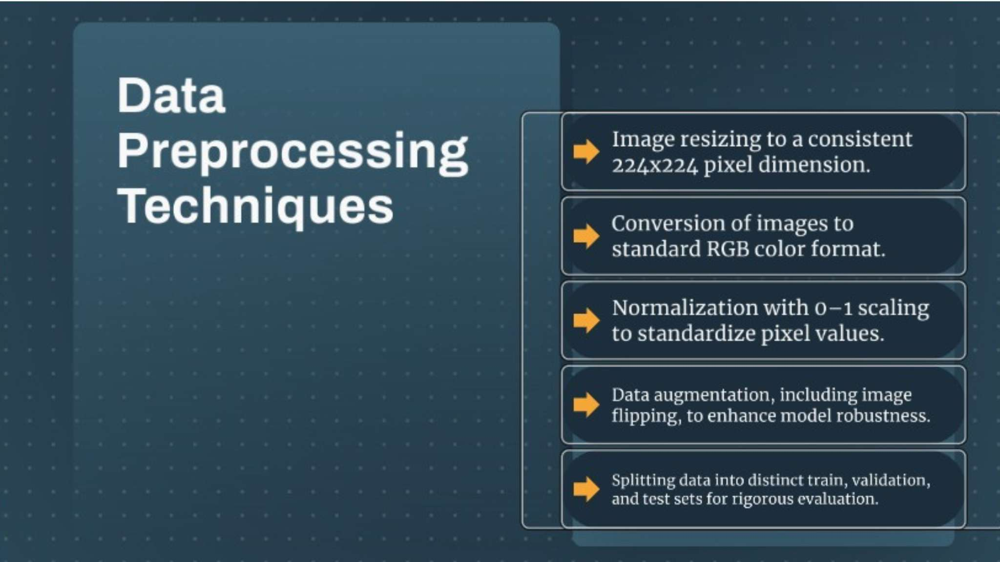 Data
Preprocessing
Techniques
Image resizing to a consistent
224x224 pixel dimension.
Conversion of images to
standard RGB color format.
Normalization with 0–1 scaling
to standardize pixel values.
Data augmentation, including image
flipping, to enhance model robustness.
Splitting data into distinct train, validation,
and test sets for rigorous evaluation.